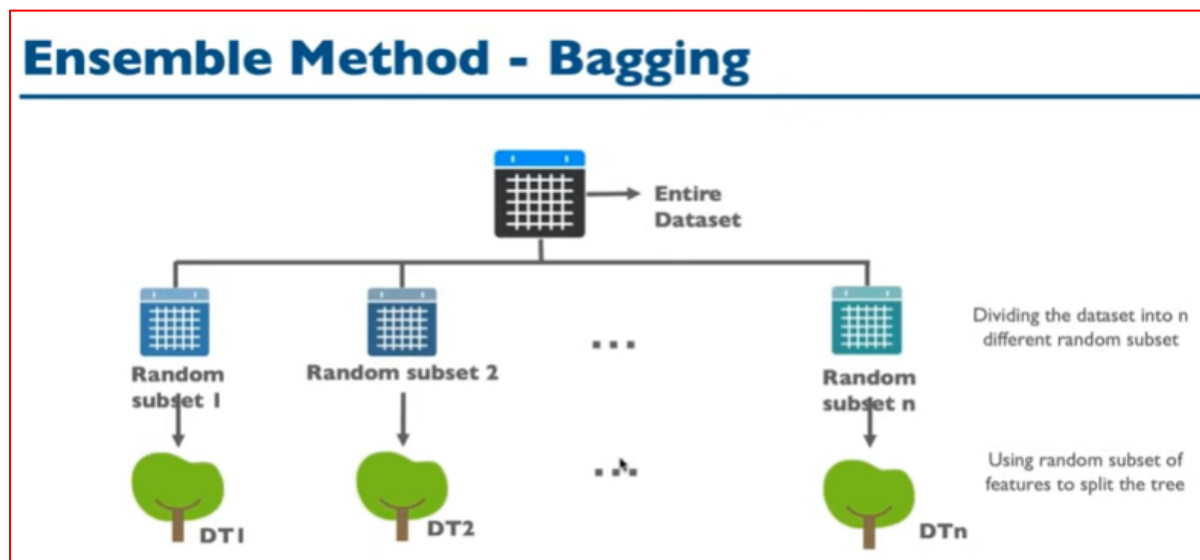 Ensemble Method - Bagging
Entire
Dataset
Random
subset 1
Random subset 2
...
Random
subset n
Dividing the dataset into n
different random subset
DT1
DT2
...
DTn
Using random subset of
features to split the tree